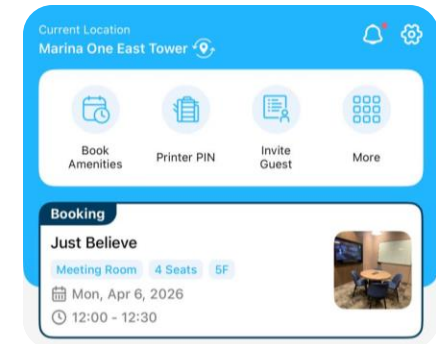 Current Location
Marina One East Tower
Book
Amenities
Printer PIN
Invite
Guest
More
Booking
Just Believe
Meeting Room 4 Seats 5F
Mon, Apr 6, 2026
12:00 - 12:30